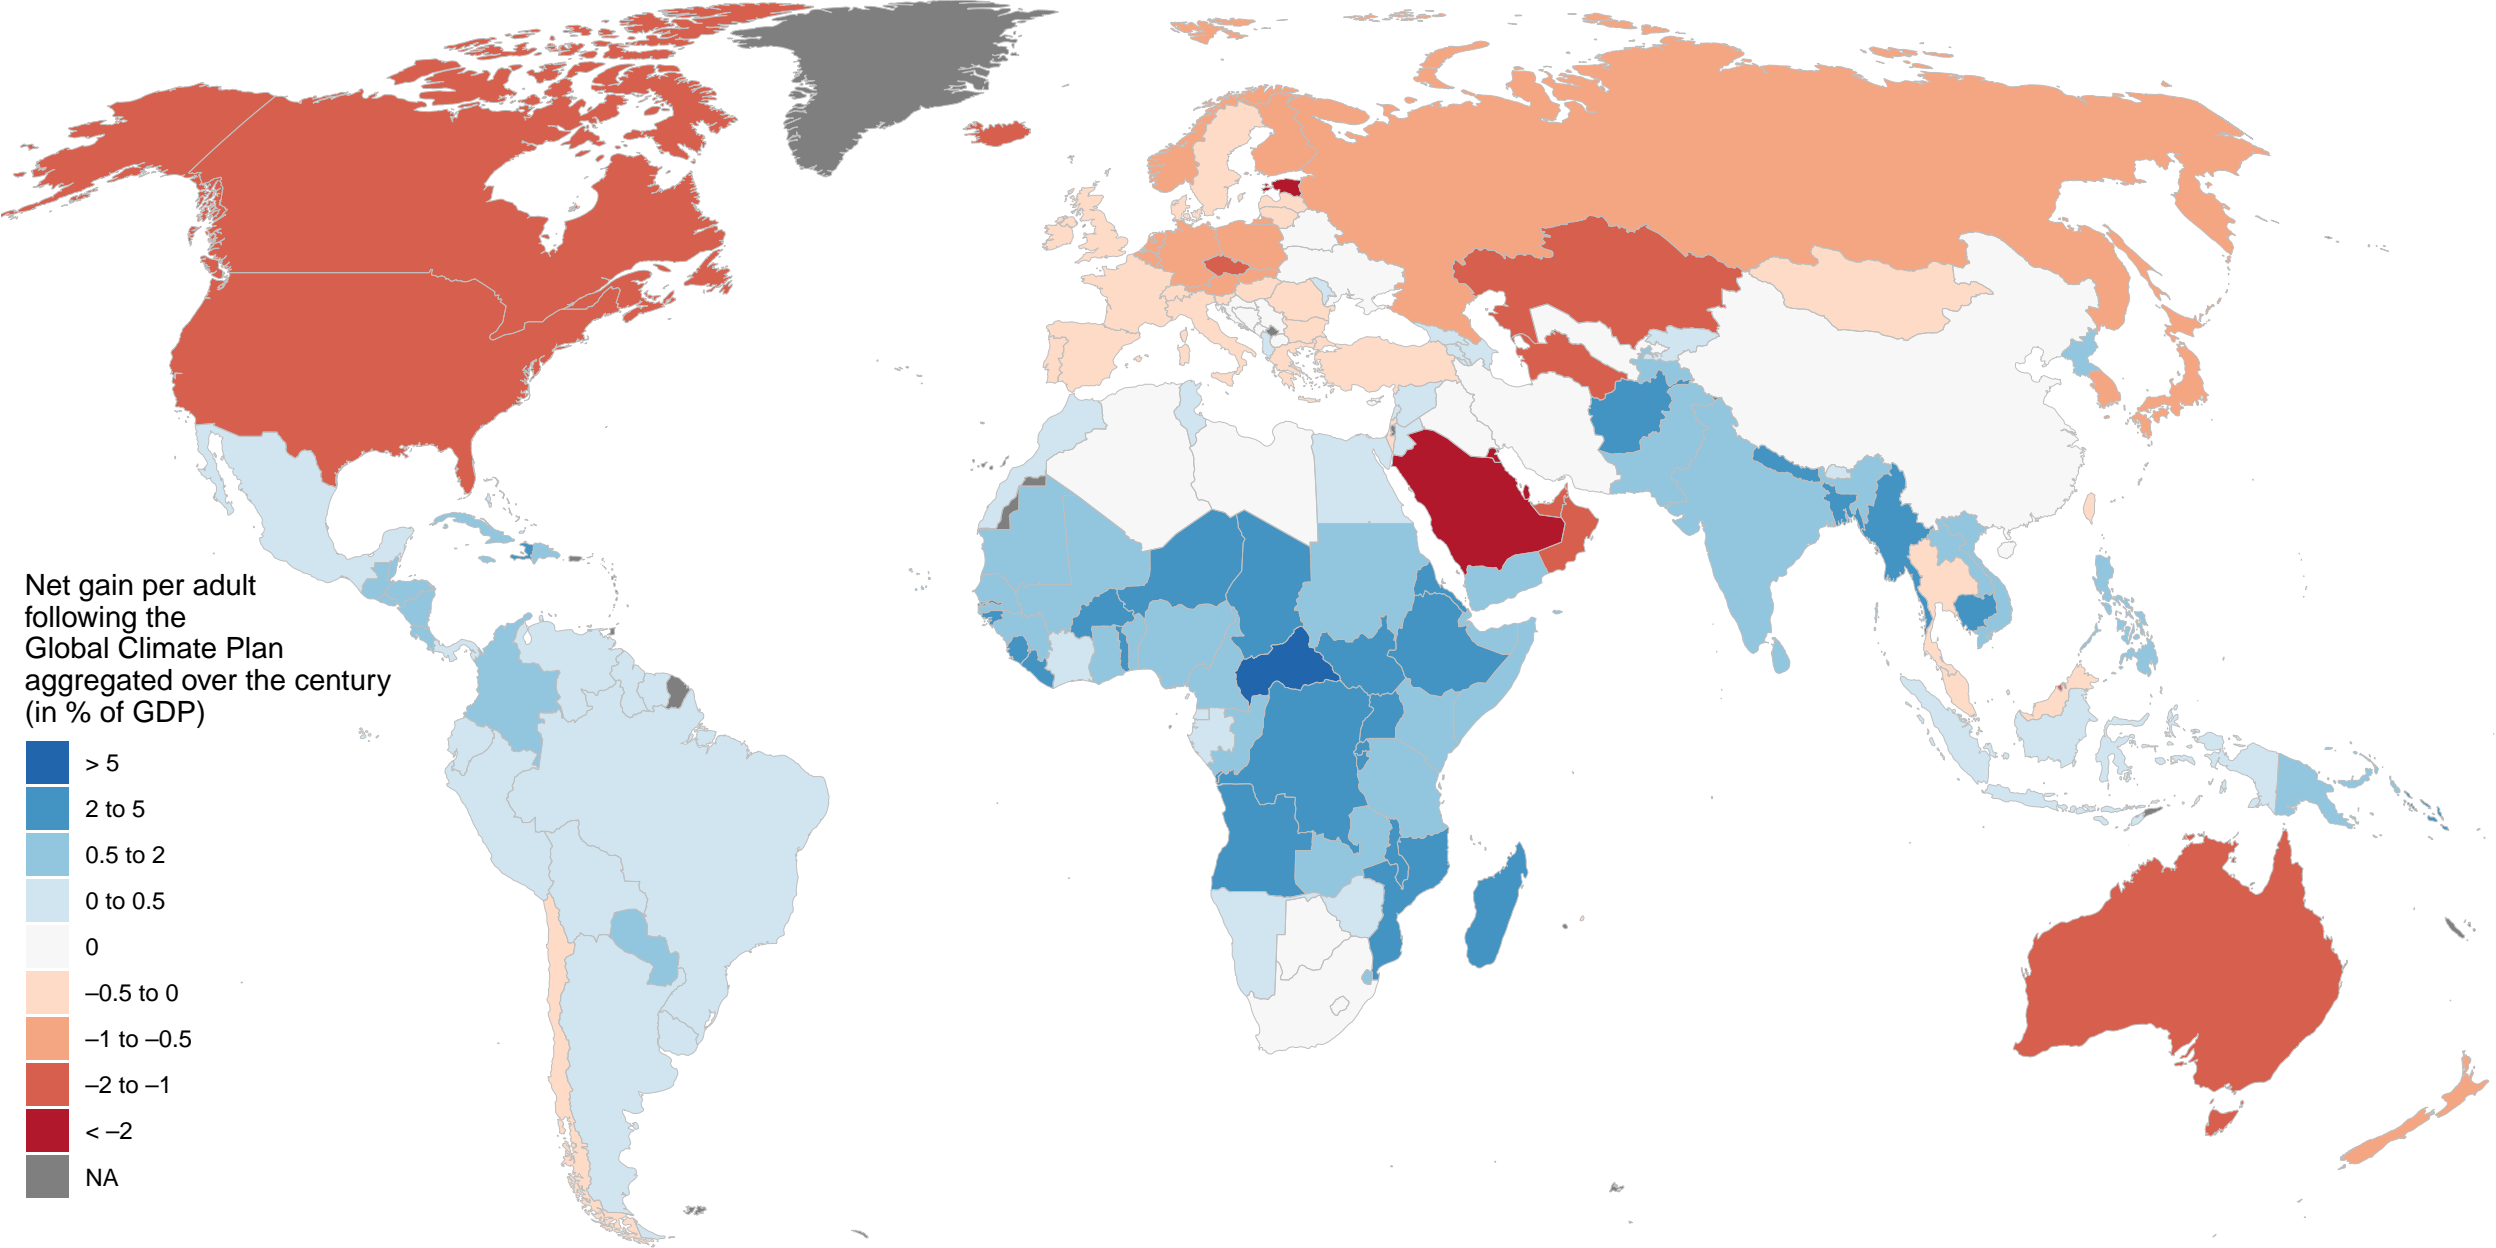 Net gain per adult
following the
Global Climate Plan
aggregated over the century
(in % of GDP)
> 5
2 to 5
0.5 to 2
0 to 0.5
0
–0.5 to 0
–1 to –0.5
–2 to –1
< –2
NA